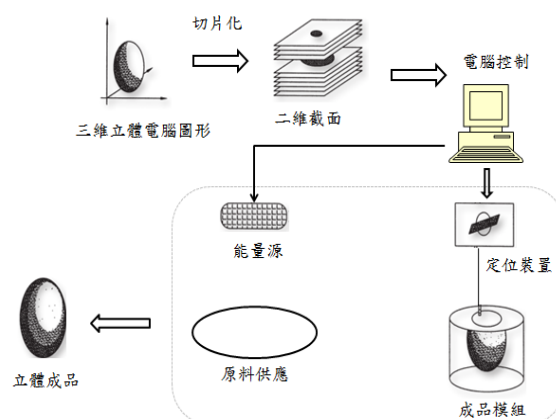 切片化
電腦控制
三維立體電腦圖形
二維截面
能量源
定位裝置
立體成品
原料供應
成品模組